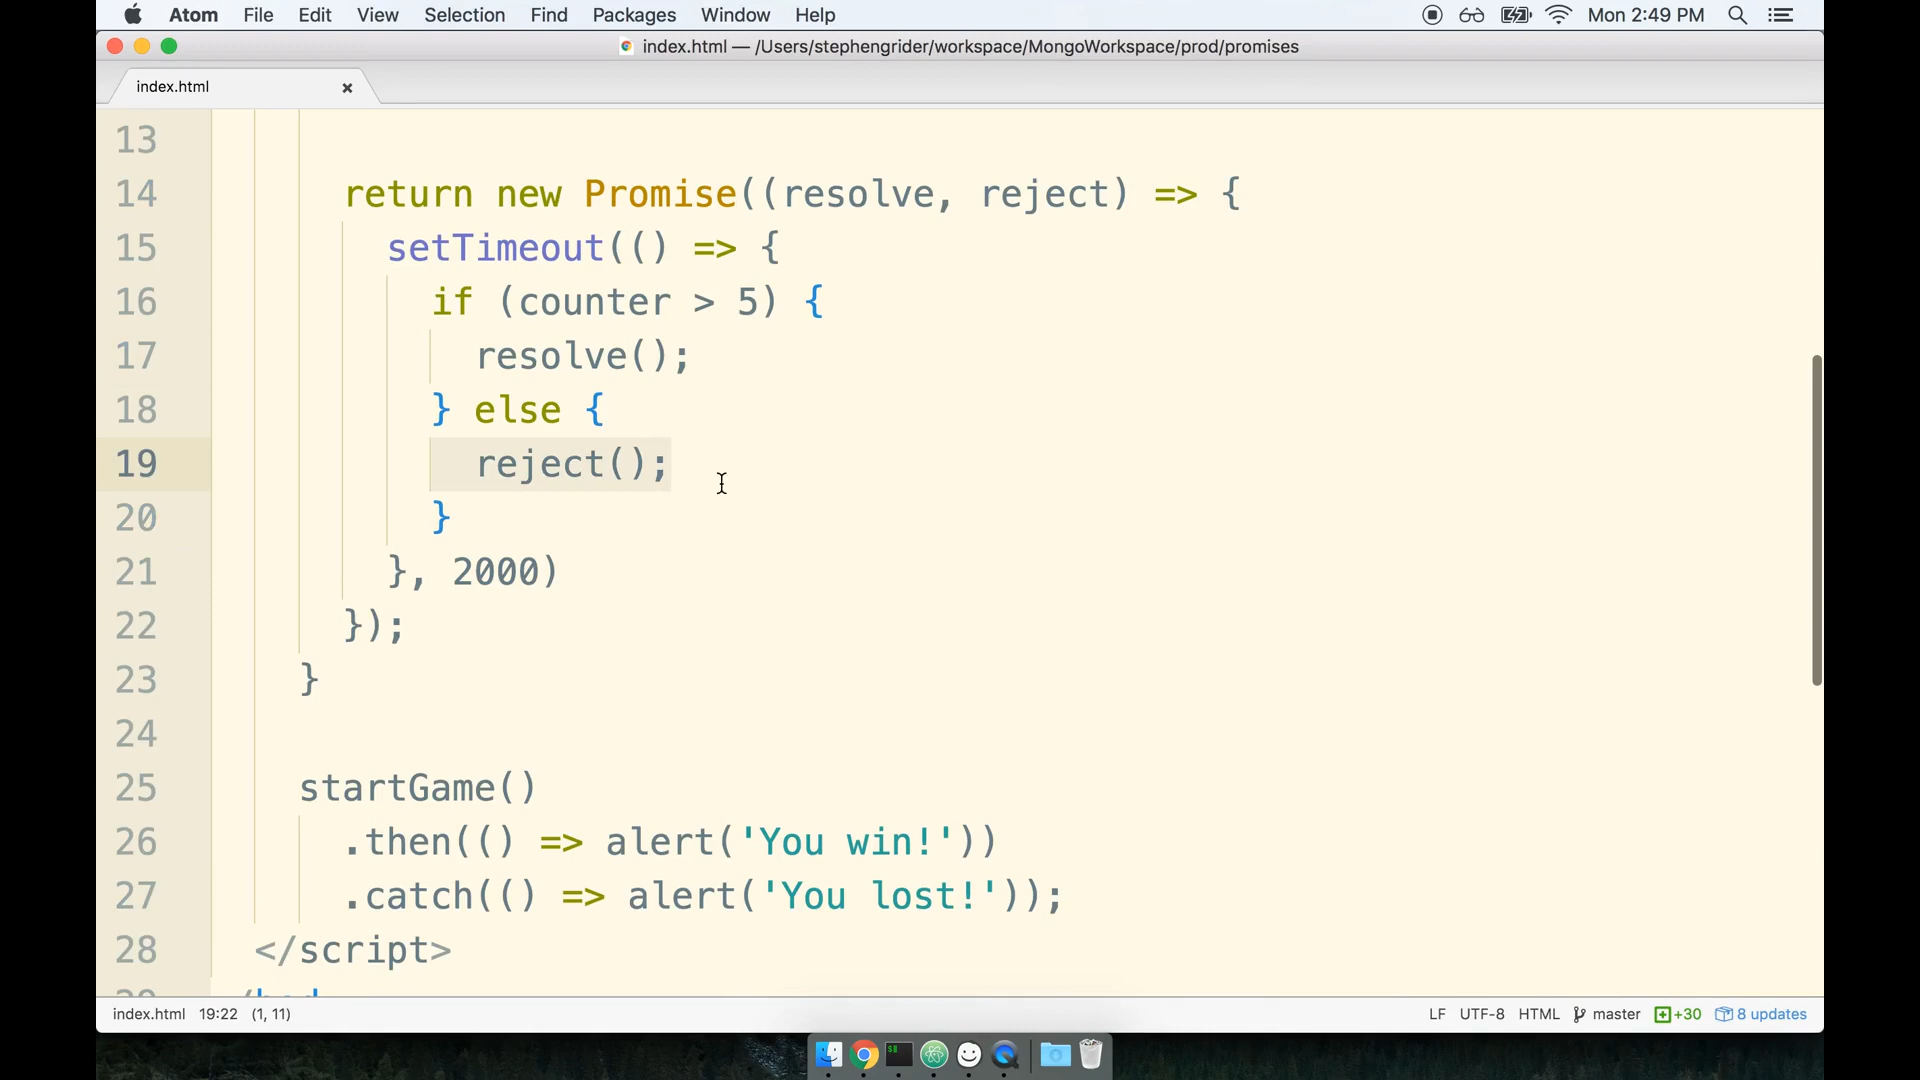 Atom File Edit View Selection Find Packages Window Help Mon 2:49 PM
index.html — /Users/stephengrider/workspace/MongoWorkspace/prod/promises
index.html
13
14 return new Promise((resolve, reject) => {
15 setTimeout(() => {
16 if (counter > 5) {
17 resolve();
18 } else {
19 reject();
20 }
21 }, 2000)
22 });
23 }
24
25 startGame()
26 .then(() => alert('You win!'))
27 .catch(() => alert('You lost!'));
28 </script>
index.html 19:22 (1, 11) LF UTF-8 HTML master +30 8 updates